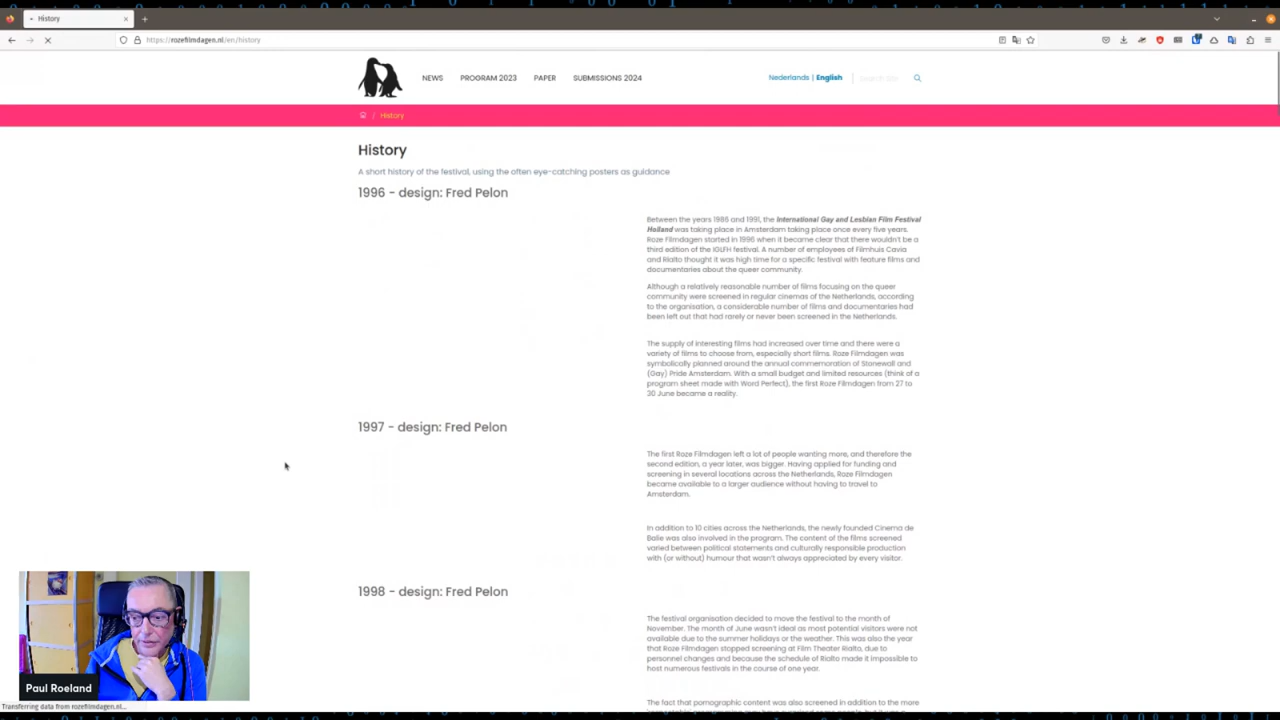 History
https://rozefilmdagen.nl/en/history
NEWS
PROGRAM 2023
PAPER
SUBMISSIONS 2024
Nederlands | English
/ History
History
A short history of the festival, using the often eye-catching posters as guidance
1996 - design: Fred Pelon
Between the years 1986 and 1991, the International Gay and Lesbian Film Festival
Holland was taking place in Amsterdam taking place once every five years.
Roze Filmdagen started in 1996 when it became clear that there wouldn't be a
third edition of the IGLFH festival. A number of employees of Filmhuis Cavia
and Rialto thought it was high time for a specific festival with feature films and
documentaries about the queer community.
Although a relatively reasonable number of films focusing on the queer
community were screened in regular cinemas of the Netherlands, according
to the organisation, a considerable number of films and documentaries had
been left out that had rarely or never been screened in the Netherlands.
The supply of interesting films had increased over time and there were a
variety of films to choose from, especially short films. Roze Filmdagen was
symbolically planned around the annual commemoration of Stonewall and
(Gay) Pride Amsterdam. With a small budget and limited resources (think of a
program sheet made with Word Perfect), the first Roze Filmdagen from 27 to
30 June became a reality.
1997 - design: Fred Pelon
The first Roze Filmdagen left a lot of people wanting more, and therefore the
second edition, a year later, was bigger. Having applied for funding and
screening in several locations across the Netherlands, Roze Filmdagen
became available to a larger audience without having to travel to
Amsterdam.
In addition to 10 cities across the Netherlands, the newly founded Cinema de
Balie was also involved in the program. The content of the films screened
varied between political statements and culturally responsible production
with (or without) humour that wasn't always appreciated by every visitor.
1998 - design: Fred Pelon
The festival organisation decided to move the festival to the month of
November. The month of June wasn't ideal as most potential visitors were not
available due to the summer holidays or the weather. This was also the year
that Roze Filmdagen stopped screening at Film Theater Rialto, due to
personnel changes and because the schedule of Rialto made it impossible to
host numerous festivals in the course of one year.
The fact that pornographic content was also screened in addition to the more
Paul Roeland
Transferring data from rozefilmdagen.nl...